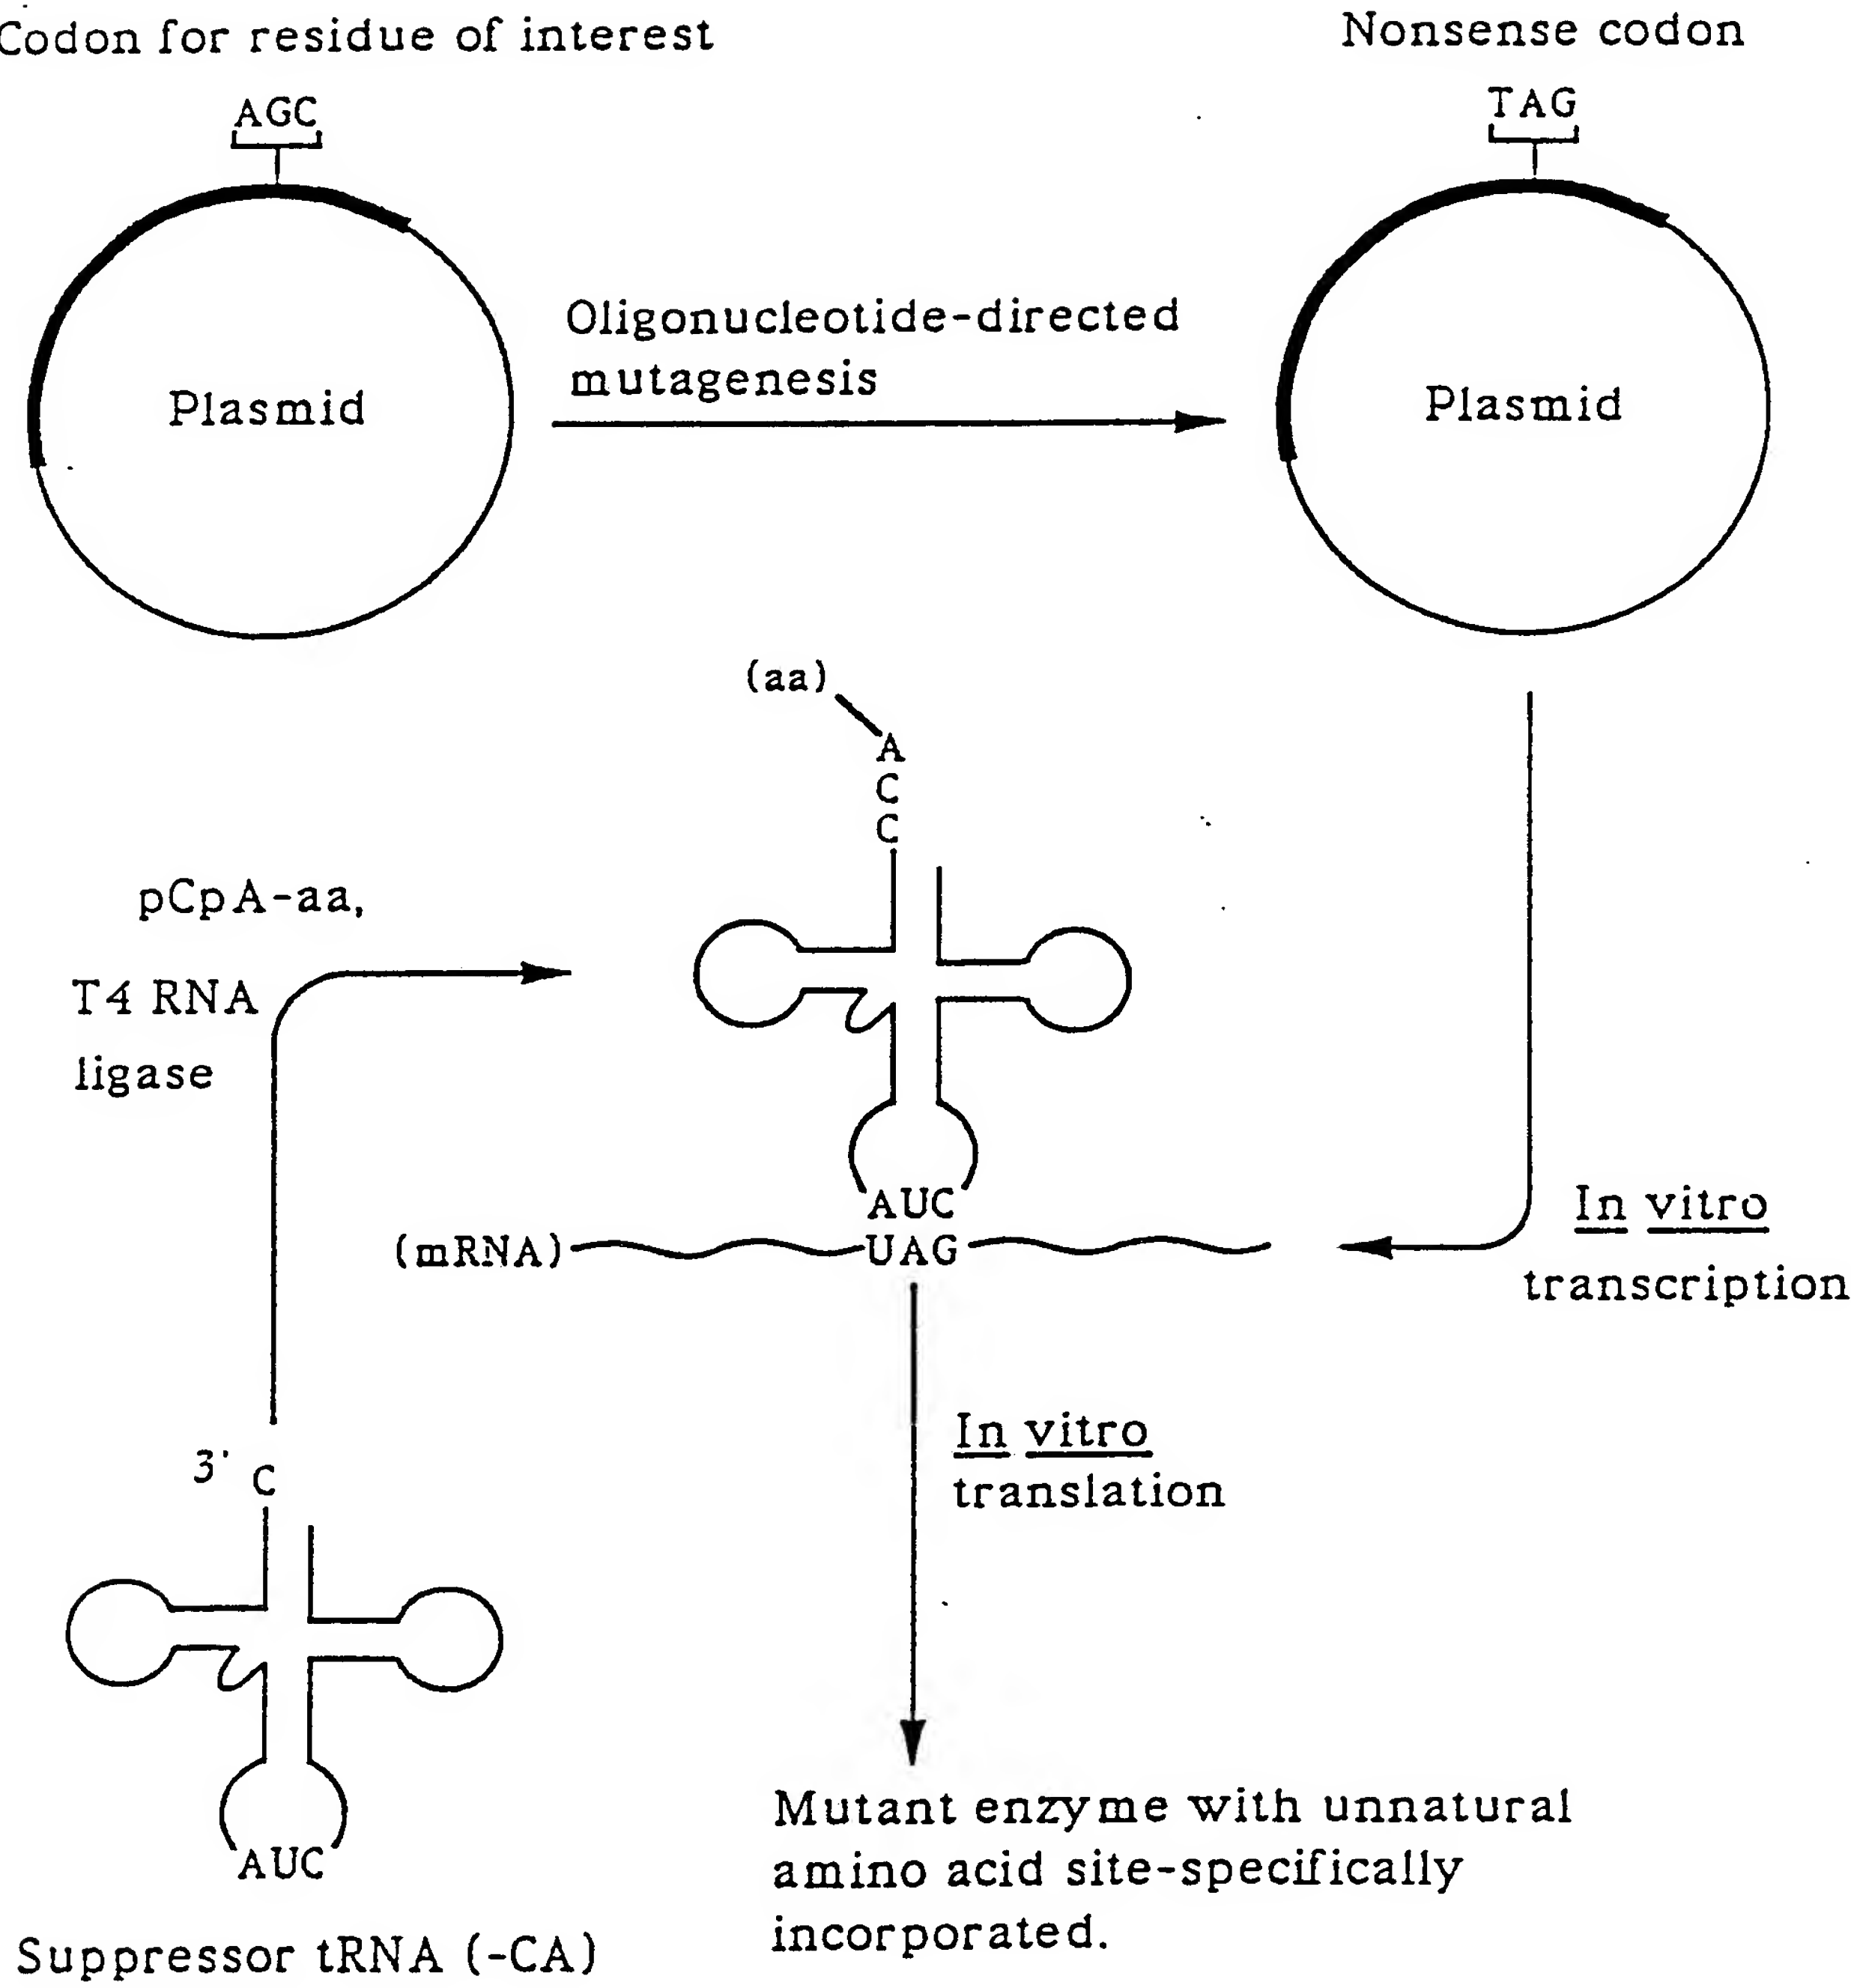 Codon for residue of interest
Nonsense codon
AGC
TAG
Plasmid
Oligonucleotide-directed
mutagenesis
Plasmid
(aa)
A
C
C
pCpA-aa,
T4 RNA
ligase
AUC
(mRNA)
UAG
In vitro
transcription
In vitro
translation
3' C
AUC
Suppressor tRNA (-CA)
Mutant enzyme with unnatural
amino acid site-specifically
incorporated.